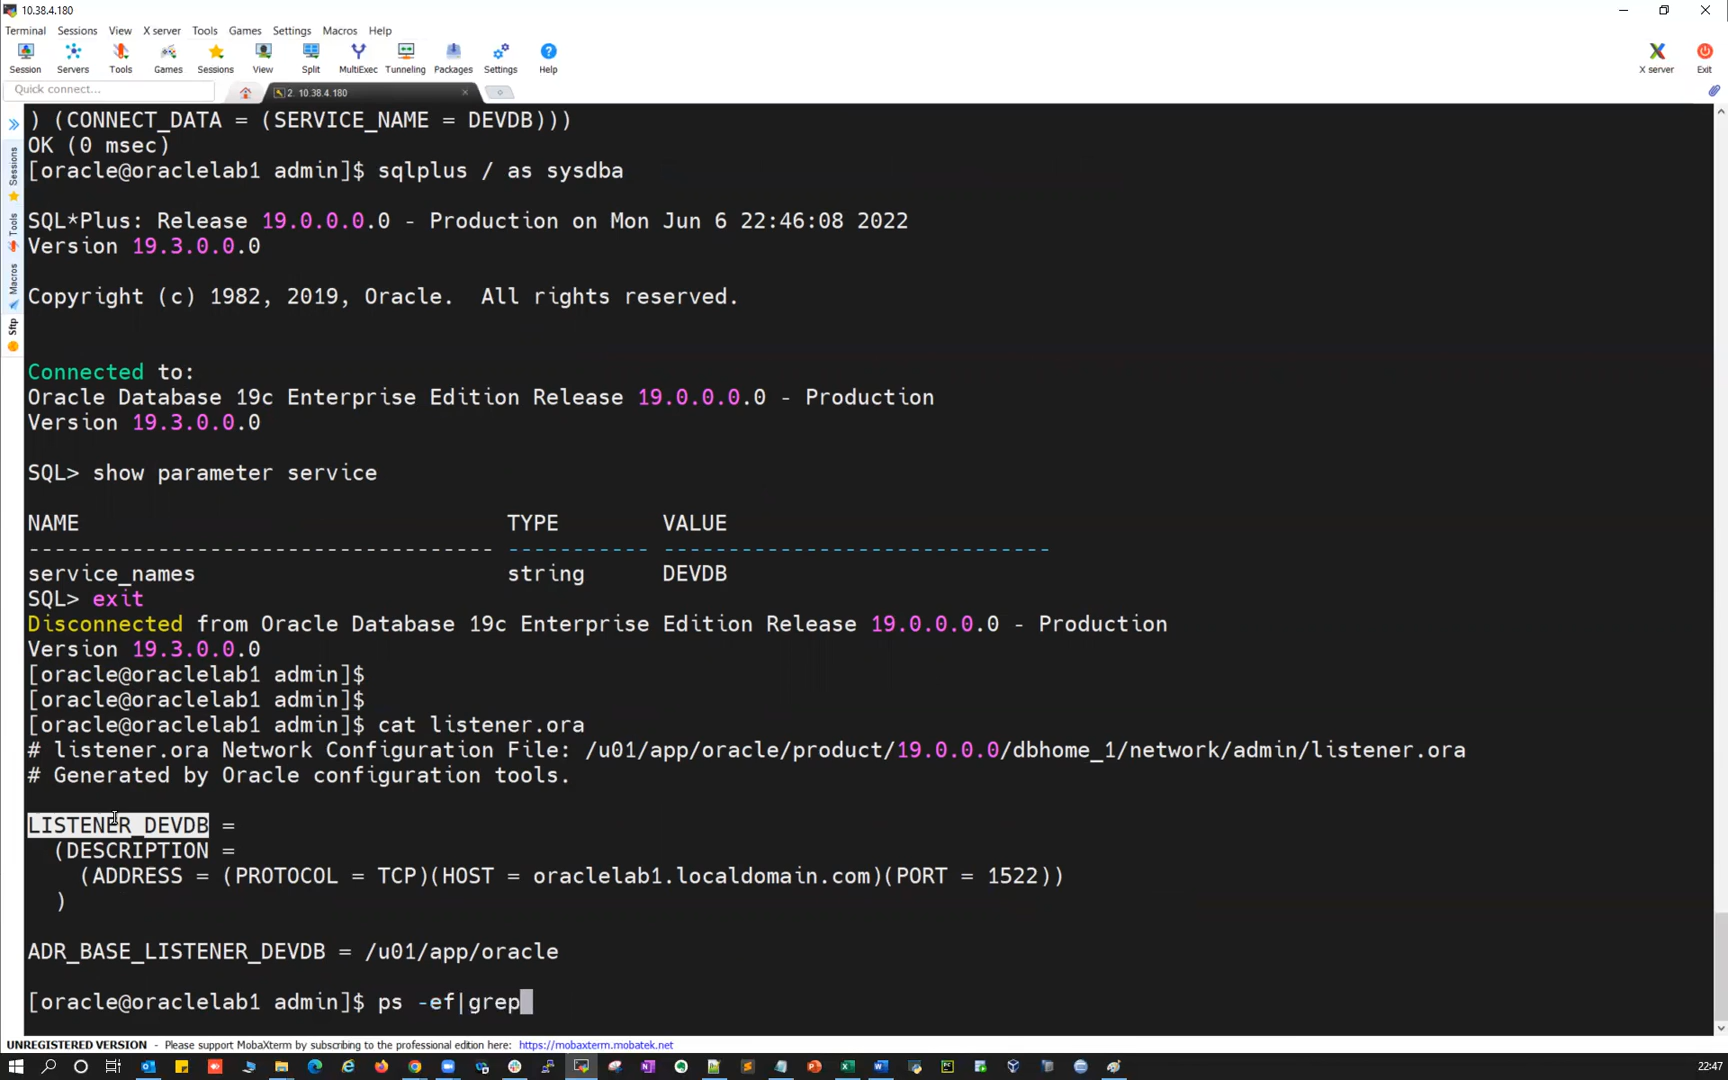 10.38.4.180
Terminal Sessions View X server Tools Games Settings Macros Help
Session Servers Tools Games Sessions View Split MultiExec Tunneling Packages Settings Help X server Exit
Quick connect...
2. 10.38.4.180
Sessions
Tools
Macros
Sftp
) (CONNECT_DATA = (SERVICE_NAME = DEVDB)))
OK (0 msec)
[oracle@oraclelab1 admin]$ sqlplus / as sysdba
SQL*Plus: Release 19.0.0.0.0 - Production on Mon Jun 6 22:46:08 2022
Version 19.3.0.0.0
Copyright (c) 1982, 2019, Oracle.  All rights reserved.
Connected to:
Oracle Database 19c Enterprise Edition Release 19.0.0.0.0 - Production
Version 19.3.0.0.0
SQL> show parameter service
NAME TYPE VALUE
------------------------------------ ----------- ------------------------------
service_names string DEVDB
SQL> exit
Disconnected from Oracle Database 19c Enterprise Edition Release 19.0.0.0.0 - Production
Version 19.3.0.0.0
[oracle@oraclelab1 admin]$
[oracle@oraclelab1 admin]$
[oracle@oraclelab1 admin]$ cat listener.ora
# listener.ora Network Configuration File: /u01/app/oracle/product/19.0.0.0/dbhome_1/network/admin/listener.ora
# Generated by Oracle configuration tools.
LISTENER_DEVDB =
(DESCRIPTION =
(ADDRESS = (PROTOCOL = TCP)(HOST = oraclelab1.localdomain.com)(PORT = 1522))
)
ADR_BASE_LISTENER_DEVDB = /u01/app/oracle
[oracle@oraclelab1 admin]$ ps -ef|grep
UNREGISTERED VERSION - Please support MobaXterm by subscribing to the professional edition here: https://mobaxterm.mobatek.net
22:47